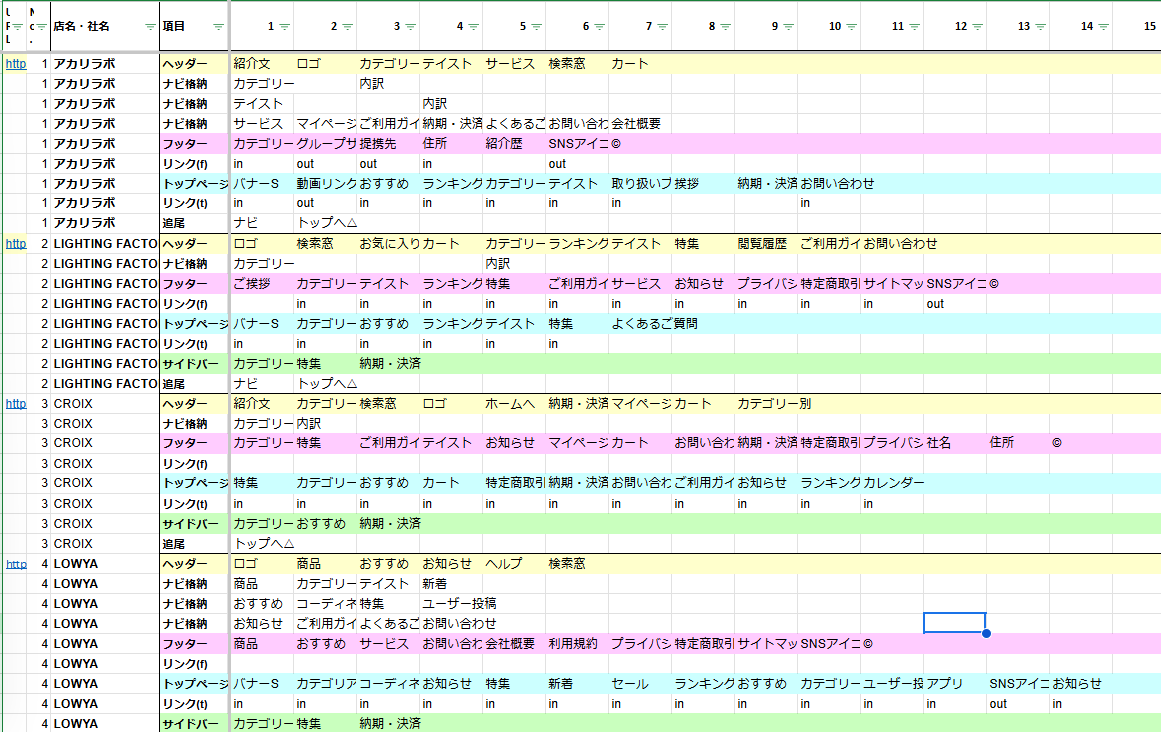 URL No. 店名・社名 項目 1 2 3 4 5 6 7 8 9 10 11 12 13 14 15
http 1 アカリラボ ヘッダー 紹介文 ロゴ カテゴリー テイスト サービス 検索窓 カート
1 アカリラボ ナビ格納 カテゴリー 内訳
1 アカリラボ ナビ格納 テイスト 内訳
1 アカリラボ ナビ格納 サービス マイページ ご利用ガイ 納期・決済 よくあるご お問い合わ 会社概要
1 アカリラボ フッター カテゴリー グループサ 提携先 住所 紹介歴 SNSアイコ ©
1 アカリラボ リンク(f) in out out in out
1 アカリラボ トップページ バナーS 動画リンク おすすめ ランキング カテゴリー テイスト 取り扱いブ 挨拶 納期・決済 お問い合わせ
1 アカリラボ リンク(t) in out in in in in in in
1 アカリラボ 追尾 ナビ トップへ△
http 2 LIGHTING FACTO ヘッダー ロゴ 検索窓 お気に入り カート カテゴリー ランキング テイスト 特集 閲覧履歴 ご利用ガイ お問い合わせ
2 LIGHTING FACTO ナビ格納 カテゴリー 内訳
2 LIGHTING FACTO フッター ご挨拶 カテゴリー テイスト ランキング 特集 ご利用ガイ サービス お知らせ プライバシ 特定商取引 サイトマッ SNSアイコ ©
2 LIGHTING FACTO リンク(f) in in in in in in in in in in out
2 LIGHTING FACTO トップページ バナーS カテゴリー おすすめ ランキング テイスト 特集 よくあるご質問
2 LIGHTING FACTO リンク(t) in in in in in in
2 LIGHTING FACTO サイドバー カテゴリー 特集 納期・決済
2 LIGHTING FACTO 追尾 ナビ トップへ△
http 3 CROIX ヘッダー 紹介文 カテゴリー 検索窓 ロゴ ホームへ 納期・決済 マイページ カート カテゴリー別
3 CROIX ナビ格納 カテゴリー 内訳
3 CROIX フッター カテゴリー 特集 ご利用ガイ テイスト お知らせ マイページ カート お問い合わ 納期・決済 特定商取引 プライバシ 社名 住所 ©
3 CROIX リンク(f)
3 CROIX トップページ 特集 カテゴリー おすすめ カート 特定商取引 納期・決済 お問い合わ ご利用ガイ お知らせ ランキング カレンダー
3 CROIX リンク(t) in in in in in in in in in in in
3 CROIX サイドバー カテゴリー おすすめ 納期・決済
3 CROIX 追尾 トップへ△
http 4 LOWYA ヘッダー ロゴ 商品 おすすめ お知らせ ヘルプ 検索窓
4 LOWYA ナビ格納 商品 カテゴリー テイスト 新着
4 LOWYA ナビ格納 おすすめ コーディネ 特集 ユーザー投稿
4 LOWYA ナビ格納 お知らせ ご利用ガイ よくあるご お問い合わせ
4 LOWYA フッター 商品 おすすめ サービス お問い合わ 会社概要 利用規約 プライバシ 特定商取引 サイトマッ SNSアイコ ©
4 LOWYA リンク(f)
4 LOWYA トップページ バナーS カテゴリア コーディネ お知らせ 特集 新着 セール ランキング おすすめ カテゴリー ユーザー投 アプリ SNSアイコ お知らせ
4 LOWYA リンク(t) in in in in in in in in in in in in out in
4 LOWYA サイドバー カテゴリー 特集 納期・決済